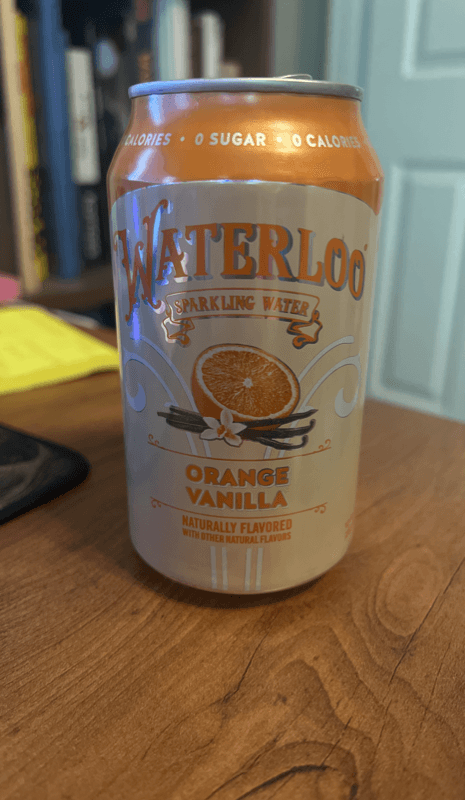 CALORIES • 0 SUGAR • 0 CALORIES
WATERLOO
SPARKLING WATER
ORANGE
VANILLA
NATURALLY FLAVORED
WITH OTHER NATURAL FLAVORS